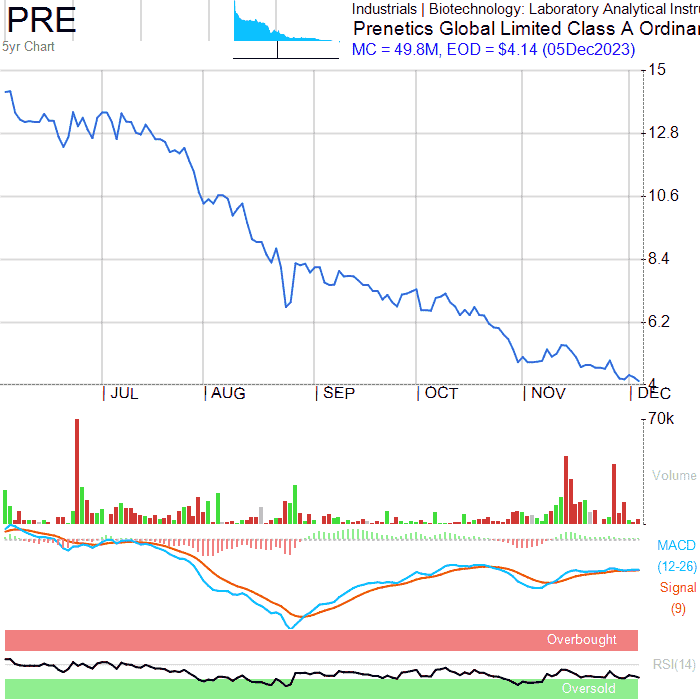 PRE
5yr Chart
Industrials | Biotechnology: Laboratory Analytical Instru
Prenetics Global Limited Class A Ordinar
MC = 49.8M, EOD = $4.14 (05Dec2023)
15
12.8
10.6
8.4
6.2
4
JUL AUG SEP OCT NOV DEC
70k
Volume
MACD
(12-26)
Signal
(9)
Overbought
RSI(14)
Oversold